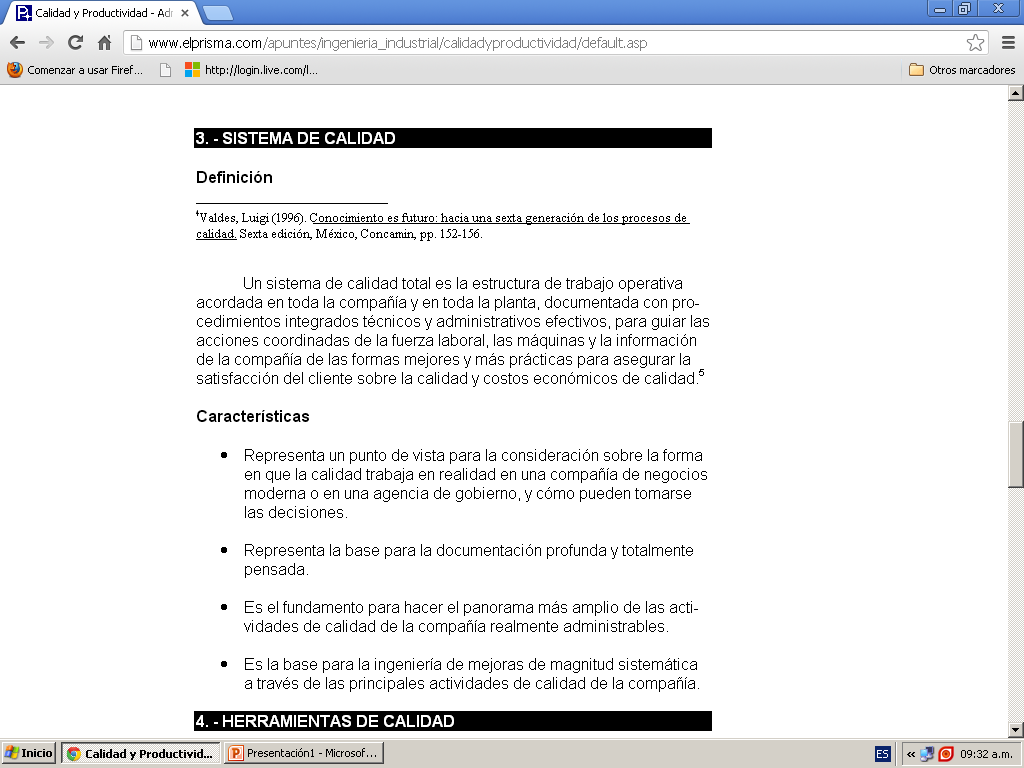 Calidad y Productividad - Adm
www.elprisma.com/apuntes/ingenieria_industrial/calidadyproductividad/default.asp
Comenzar a usar Firef...
http://login.live.com/l...
Otros marcadores
3. - SISTEMA DE CALIDAD
Definición
4Valdes, Luigi (1996). Conocimiento es futuro: hacia una sexta generación de los procesos de
calidad. Sexta edición, México, Concamin, pp. 152-156.
Un sistema de calidad total es la estructura de trabajo operativa
acordada en toda la compañía y en toda la planta, documentada con pro-
cedimientos integrados técnicos y administrativos efectivos, para guiar las
acciones coordinadas de la fuerza laboral, las máquinas y la información
de la compañía de las formas mejores y más prácticas para asegurar la
satisfacción del cliente sobre la calidad y costos económicos de calidad.5
Características
• Representa un punto de vista para la consideración sobre la forma
en que la calidad trabaja en realidad en una compañía de negocios
moderna o en una agencia de gobierno, y cómo pueden tomarse
las decisiones.
• Representa la base para la documentación profunda y totalmente
pensada.
• Es el fundamento para hacer el panorama más amplio de las acti-
vidades de calidad de la compañía realmente administrables.
• Es la base para la ingeniería de mejoras de magnitud sistemática
a través de las principales actividades de calidad de la compañía.
4. - HERRAMIENTAS DE CALIDAD
Inicio
Calidad y Productivid...
Presentación1 - Microsof...
ES
09:32 a.m.